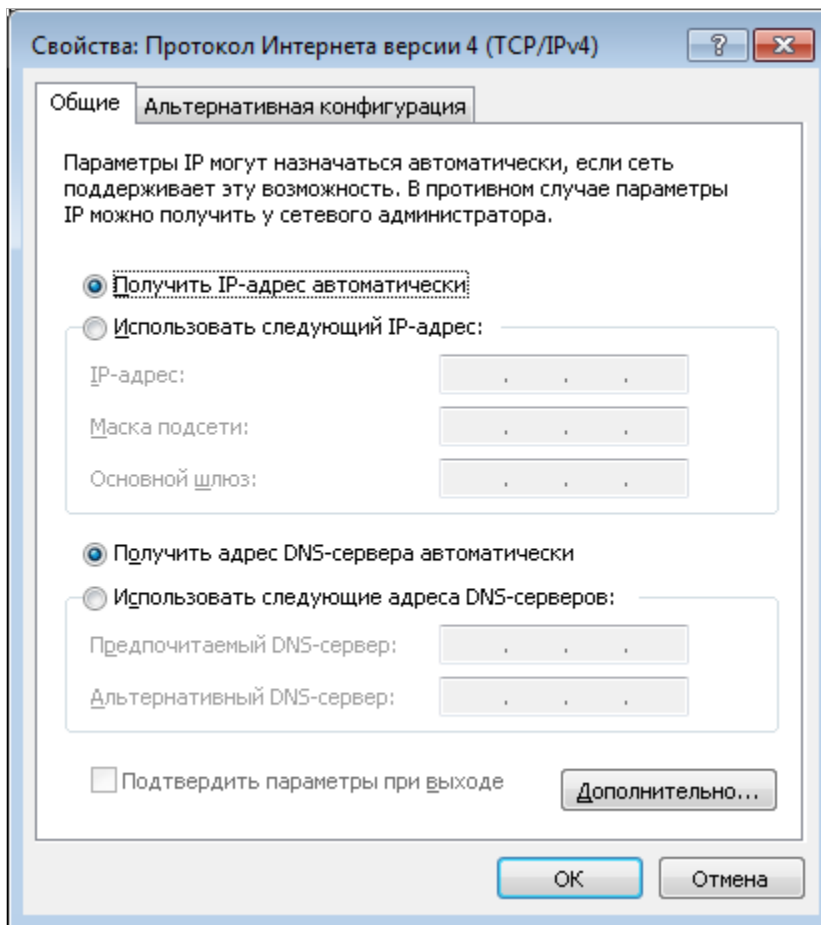 Свойства: Протокол Интернета версии 4 (TCP/IPv4)
Общие
Альтернативная конфигурация
Параметры IP могут назначаться автоматически, если сеть
поддерживает эту возможность. В противном случае параметры
IP можно получить у сетевого администратора.
Получить IP-адрес автоматически
Использовать следующий IP-адрес:
IP-адрес:
Маска подсети:
Основной шлюз:
Получить адрес DNS-сервера автоматически
Использовать следующие адреса DNS-серверов:
Предпочитаемый DNS-сервер:
Альтернативный DNS-сервер:
Подтвердить параметры при выходе
Дополнительно...
ОК
Отмена